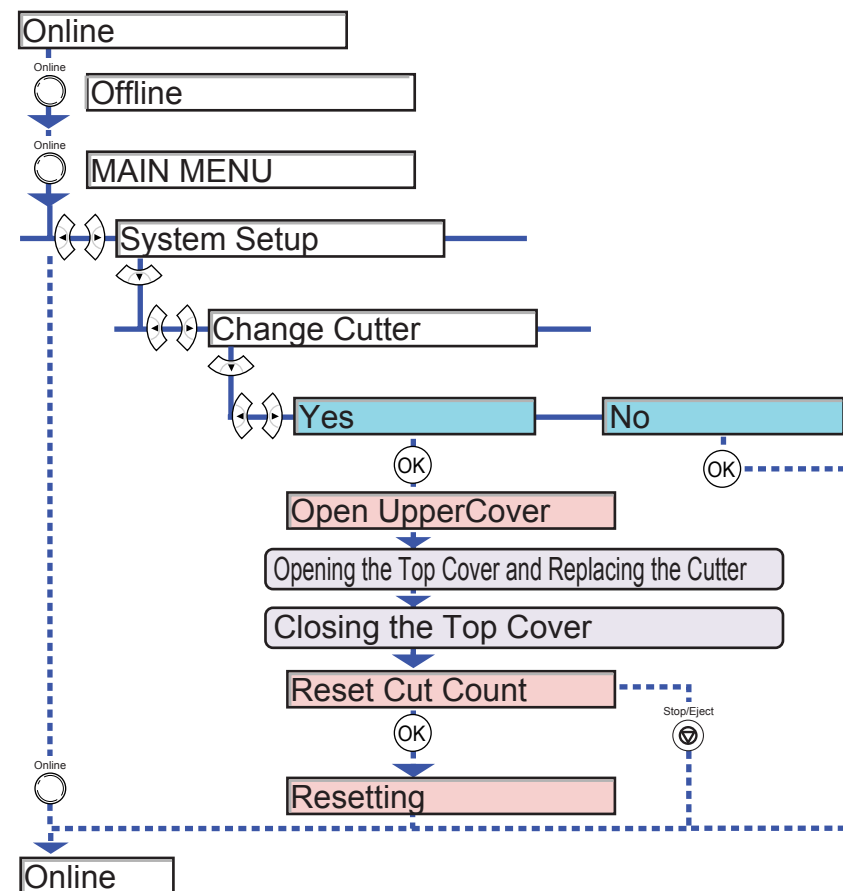 Online
Online
Offline
Online
MAIN MENU
System Setup
Change Cutter
Yes
No
OK
OK
Open UpperCover
Opening the Top Cover and Replacing the Cutter
Closing the Top Cover
Reset Cut Count
Stop/Eject
OK
Online
Resetting
Online